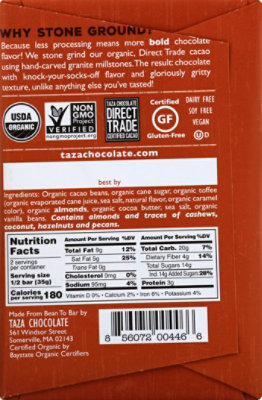 WHY STONE GROUND?
Because less processing means more bold chocolate
flavor! We stone grind our organic, Direct Trade cacao
using hand-carved granite millstones. The result: chocolate
with knock-your-socks-off flavor and gloriously gritty
texture, unlike anything you've ever tasted.
USDA
ORGANIC
NON
GMO
Project
VERIFIED
nongmoproject.org
TAZA CHOCOLATE
DIRECT
TRADE
CERTIFIED CACAO
Certified
GF
Gluten-Free
DAIRY FREE
SOY FREE
VEGAN
U
tazachocolate.com
best by
Ingredients: Organic cacao beans, organic cane sugar, organic toffee
(organic evaporated cane juice, sea salt, natural flavor, organic caramel
color), organic almonds, organic cocoa butter, sea salt, organic
vanilla beans. Contains almonds and traces of cashews,
coconut, hazelnuts and pecans.
Nutrition
Facts
2 servings
per container
Serving size
1/2 bar (35g)
Calories
per serving 180
Amount Per Serving %DV
Total Fat 9g 12%
Sat Fat 5g 25%
Trans Fat 0g
Cholesterol 0mg 0%
Sodium 95mg 4%
Amount Per Serving %DV
Total Carb. 20g 7%
Dietary Fiber 4g 14%
Total Sugars 14g
Incl. 14g Added Sugars 28%
Protein 3g
Vitamin D 0% • Calcium 2% • Iron 6% • Potassium 4%
Made From Bean To Bar by
TAZA CHOCOLATE
561 Windsor Street
Somerville, MA 02143
Certified Organic by
Baystate Organic Certifiers
8 56072 00446 6